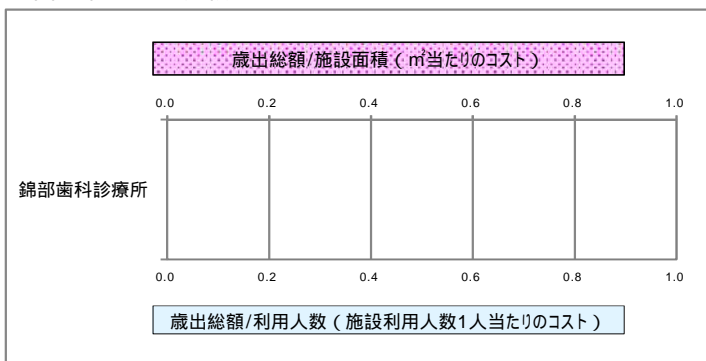 歳出総額/施設面積(㎡当たりのコスト)
0.0 0.2 0.4 0.6 0.8 1.0
錦部歯科診療所
0.0 0.2 0.4 0.6 0.8 1.0
歳出総額/利用人数(施設利用人数1人当たりのコスト)